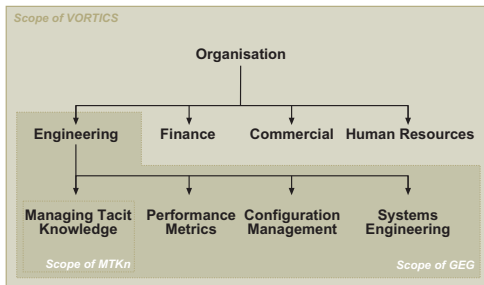 Scope of VORTICS
Organisation
Engineering Finance Commercial Human Resources
Managing Tacit Performance Configuration Systems
Knowledge Metrics Management Engineering
Scope of MTKn Scope of GEG